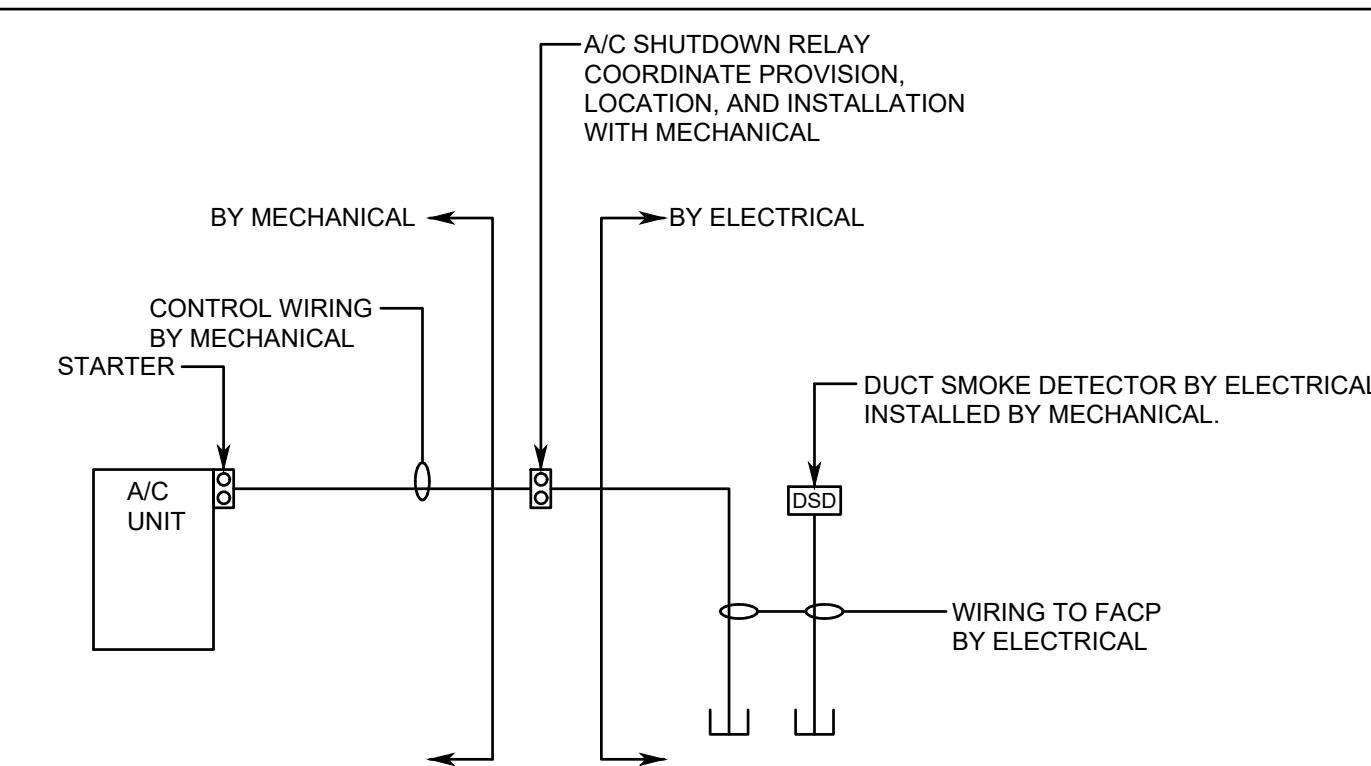 A/C SHUTDOWN RELAY
COORDINATE PROVISION,
LOCATION, AND INSTALLATION
WITH MECHANICAL
BY MECHANICAL
BY ELECTRICAL
CONTROL WIRING
BY MECHANICAL
STARTER
DUCT SMOKE DETECTOR BY ELECTRICAL
INSTALLED BY MECHANICAL.
A/C
UNIT
DSD
WIRING TO FACP
BY ELECTRICAL